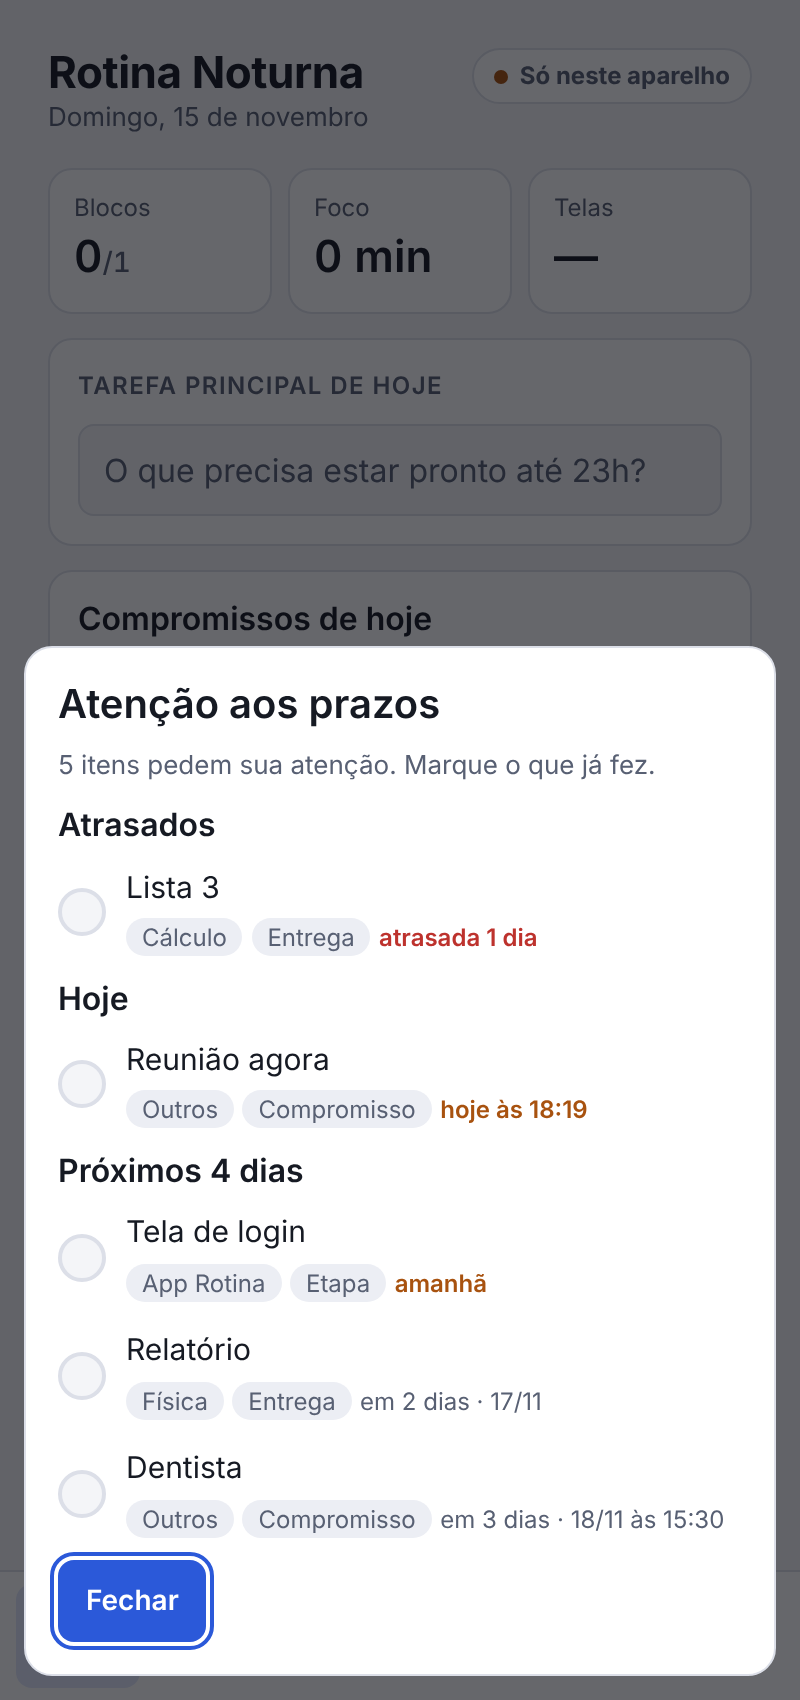 Rotina Noturna
Só neste aparelho
Domingo, 15 de novembro
Blocos
0/1
Foco
0 min
Telas
—
TAREFA PRINCIPAL DE HOJE
O que precisa estar pronto até 23h?
Compromissos de hoje
Atenção aos prazos
5 itens pedem sua atenção. Marque o que já fez.
Atrasados
Lista 3
Cálculo Entrega atrasada 1 dia
Hoje
Reunião agora
Outros Compromisso hoje às 18:19
Próximos 4 dias
Tela de login
App Rotina Etapa amanhã
Relatório
Física Entrega em 2 dias · 17/11
Dentista
Outros Compromisso em 3 dias · 18/11 às 15:30
Fechar